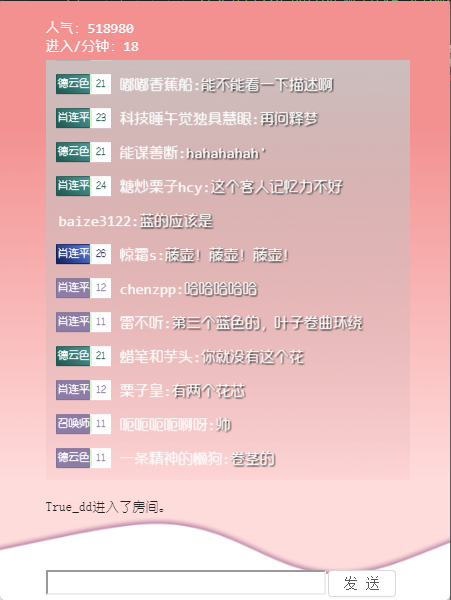 人气: 518980
进入/分钟: 18
德云色 21 嘟嘟香蕉船:能不能看一下描述啊
肖连平 23 科技睡午觉独具慧眼:再问释梦
德云色 21 能谋善断:hahahahah'
肖连平 24 糖炒栗子hcy:这个客人记忆力不好
baize3122:蓝的应该是
肖连平 26 惊霜s:藤壶！藤壶！藤壶！
肖连平 12 chenzpp:哈哈哈哈哈
肖连平 11 雷不听:第三个蓝色的，叶子卷曲环绕
德云色 21 蜡笔和芋头:你就没有这个花
肖连平 12 栗子皇:有两个花芯
召唤师 11 呃呃呃呃啊呀:帅
德云色 11 一条精神的懒狗:卷茎的
True_dd进入了房间。
发 送